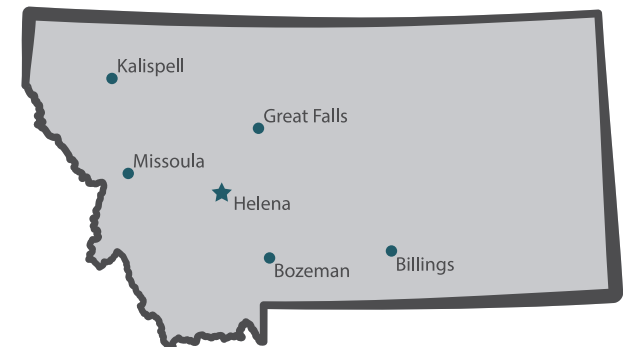 Kalispell
Great Falls
Missoula
Helena
Bozeman
Billings